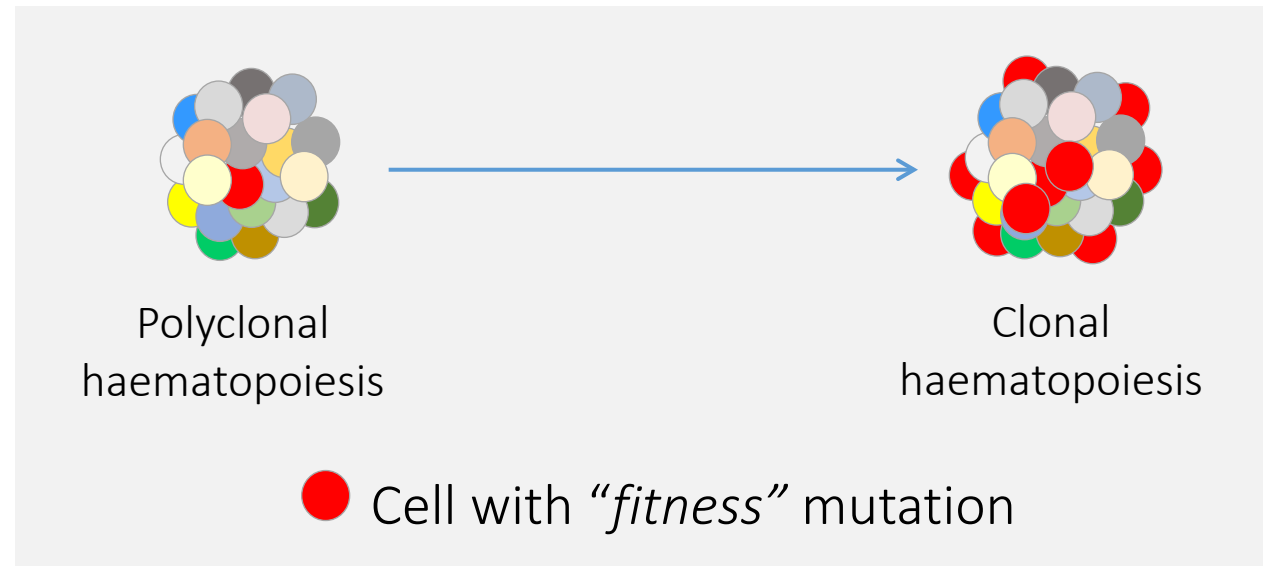 Polyclonal
haematopoiesis
Clonal
haematopoiesis
Cell with “fitness” mutation